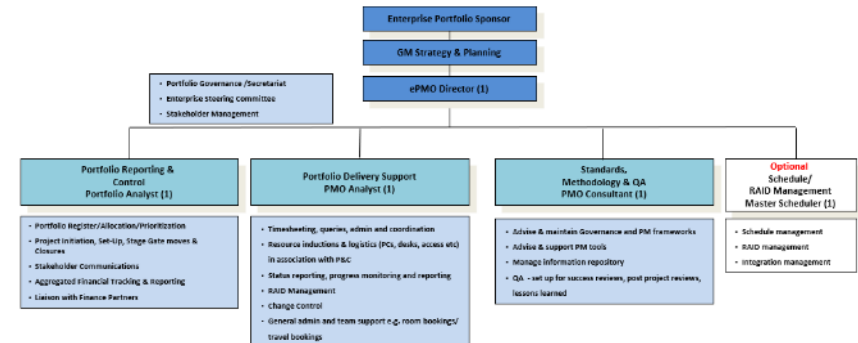 Enterprise Portfolio Sponsor
GM Strategy & Planning
ePMO Director (1)
• Portfolio Governance /Secretariat
• Enterprise Steering Committee
• Stakeholder Management
Portfolio Reporting &
Control
Portfolio Analyst (1)
• Portfolio Register/Allocation/Prioritization
• Project Initiation, Set-Up, Stage Gate moves &
Closures
• Stakeholder Communications
• Aggregated Financial Tracking & Reporting
• Liaison with Finance Partners
Portfolio Delivery Support
PMO Analyst (1)
• Timesheeting, queries, admin and coordination
• Resource inductions & logistics (PCs, desks, access etc)
in association with P&C
• Status reporting, progress monitoring and reporting
• RAID Management
• Change Control
• General admin and team support e.g. room bookings/
travel bookings
Standards,
Methodology & QA
PMO Consultant (1)
• Advise & maintain Governance and PM frameworks
• Advise & support PM tools
• Manage information repository
• QA - set up for success reviews, post project reviews,
lessons learned
Optional
Schedule/
RAID Management
Master Scheduler (1)
• Schedule management
• RAID management
• Integration management